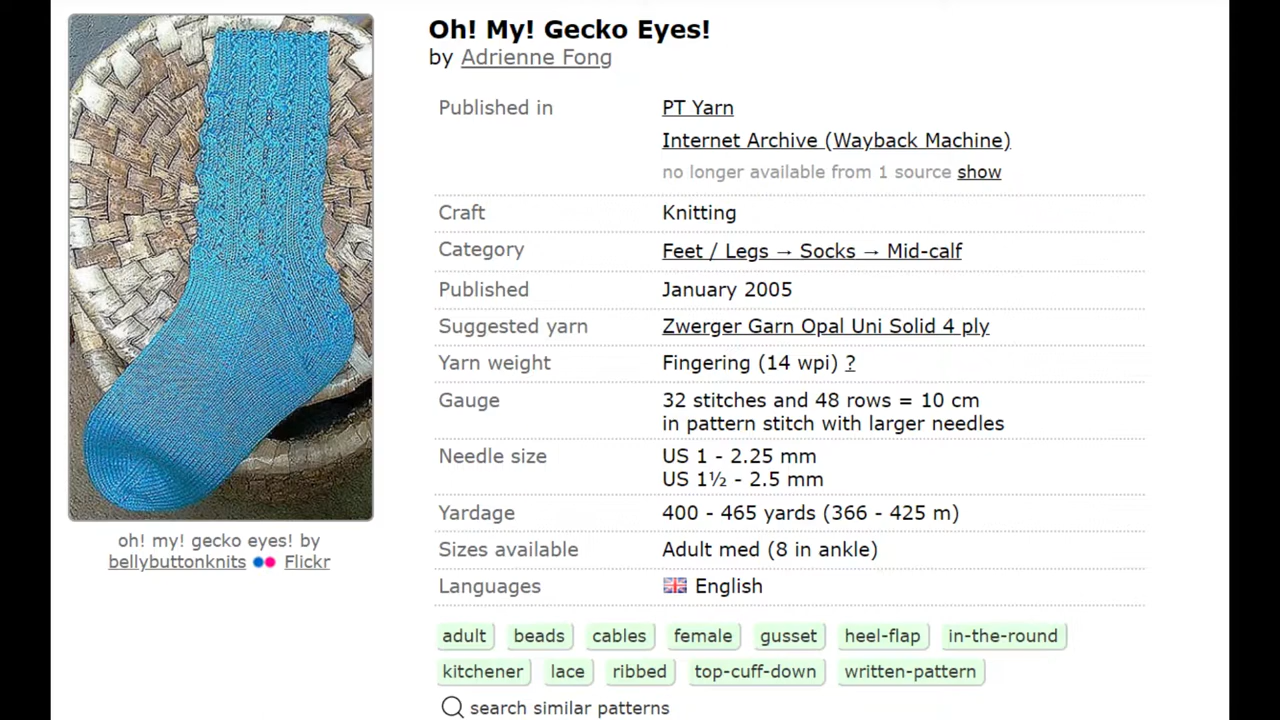 Oh! My! Gecko Eyes!
by Adrienne Fong
Published in PT Yarn
Internet Archive (Wayback Machine)
no longer available from 1 source show
Craft Knitting
Category Feet / Legs → Socks → Mid-calf
Published January 2005
Suggested yarn Zwerger Garn Opal Uni Solid 4 ply
Yarn weight Fingering (14 wpi) ?
Gauge 32 stitches and 48 rows = 10 cm
in pattern stitch with larger needles
Needle size US 1 - 2.25 mm
US 1½ - 2.5 mm
Yardage 400 - 465 yards (366 - 425 m)
Sizes available Adult med (8 in ankle)
Languages English
oh! my! gecko eyes! by
bellybuttonknits Flickr
adult beads cables female gusset heel-flap in-the-round
kitchener lace ribbed top-cuff-down written-pattern
search similar patterns